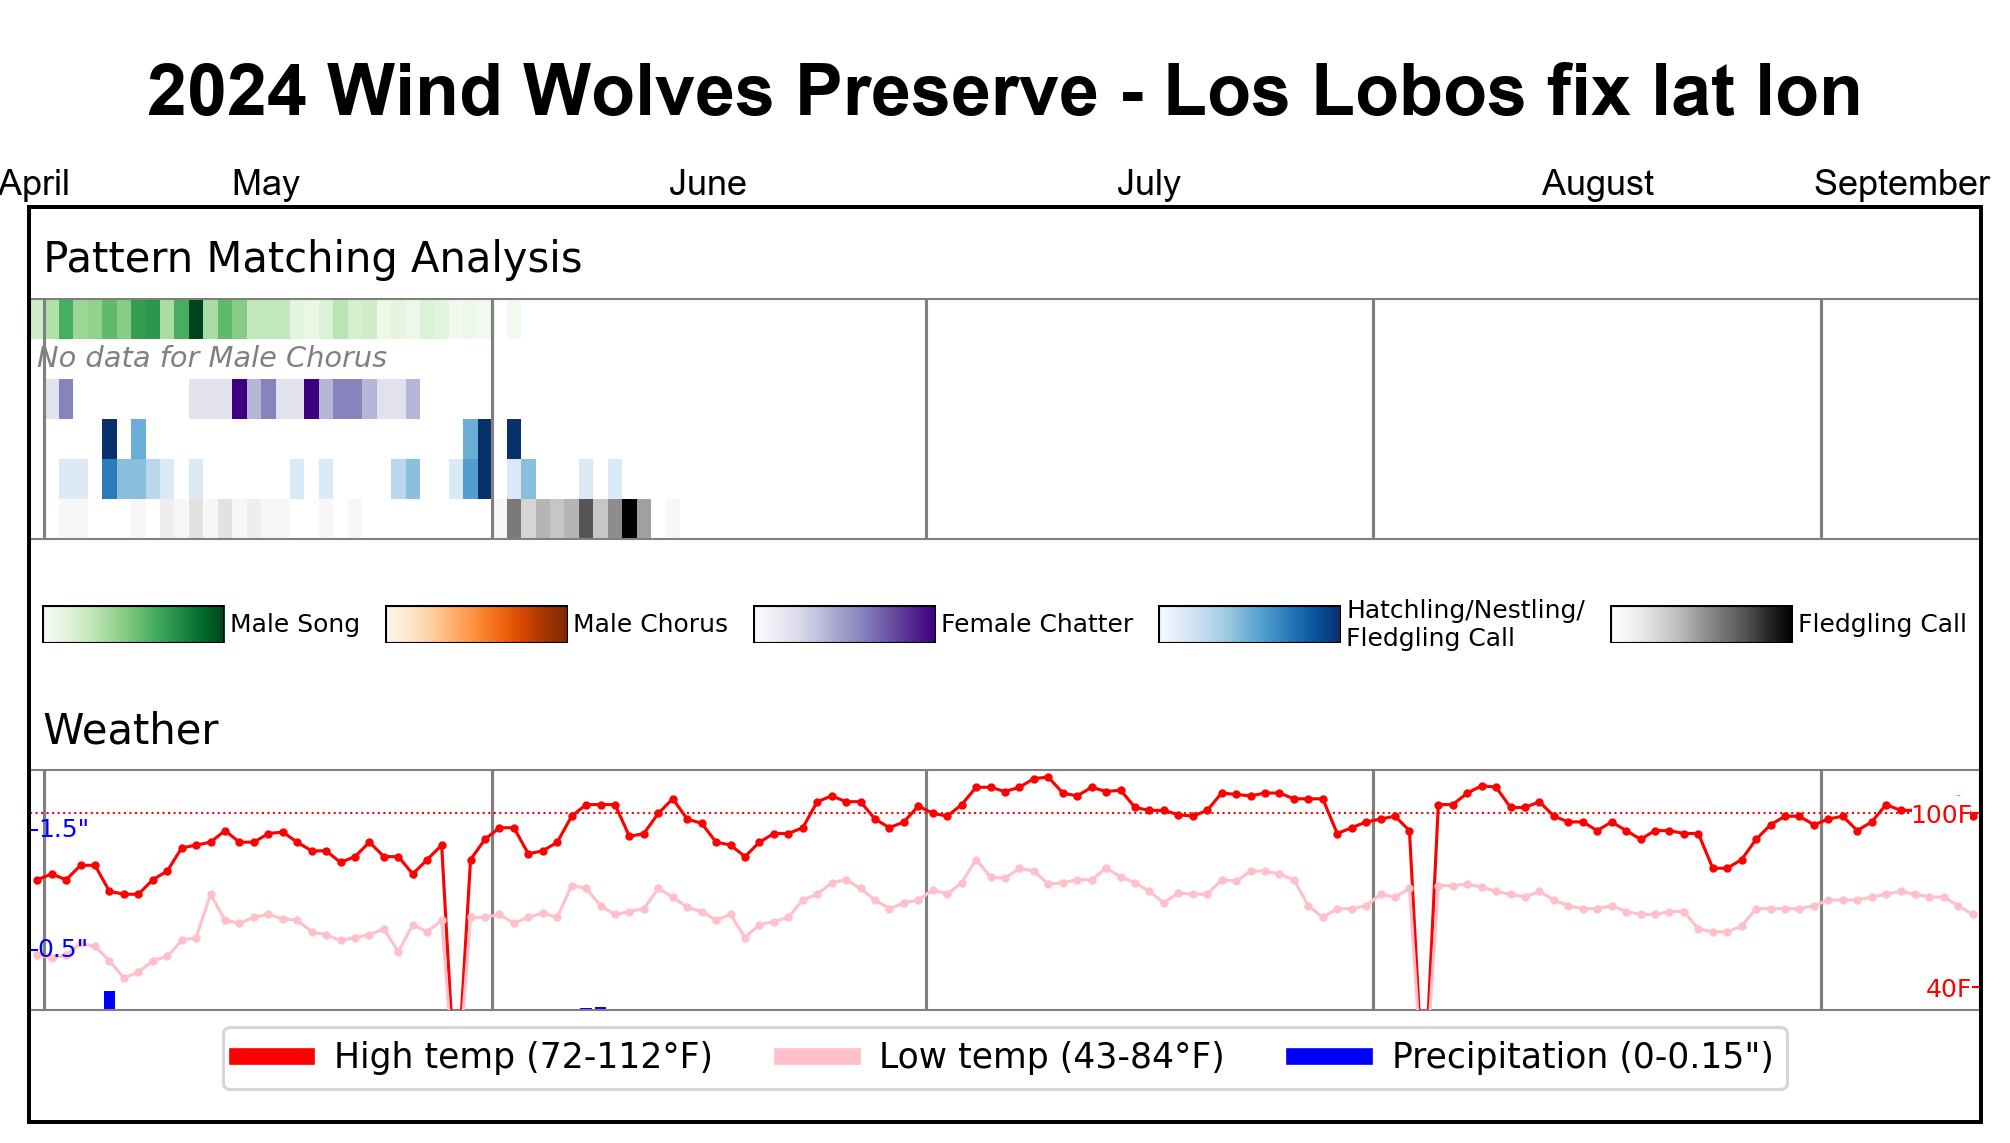 2024 Wind Wolves Preserve - Los Lobos fix lat lon
April May June July August September
Pattern Matching Analysis
No data for Male Chorus
Male Song Male Chorus Female Chatter Hatchling/Nestling/
Fledgling Call Fledgling Call
Weather
1.5" 100F
0.5" 40F
High temp (72-112°F) Low temp (43-84°F) Precipitation (0-0.15")